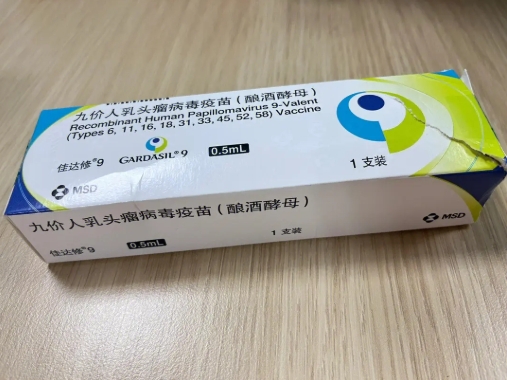 九价人乳头瘤病毒疫苗(酿酒酵母)
Recombinant Human Papillomavirus 9-Valent
(Types 6, 11, 16, 18, 31, 33, 45, 52, 58) Vaccine
佳达修®9
GARDASIL®9
0.5mL
1 支装
MSD
九价人乳头瘤病毒疫苗(酿酒酵母)
MSD
佳达修®9
0.5mL
1 支装